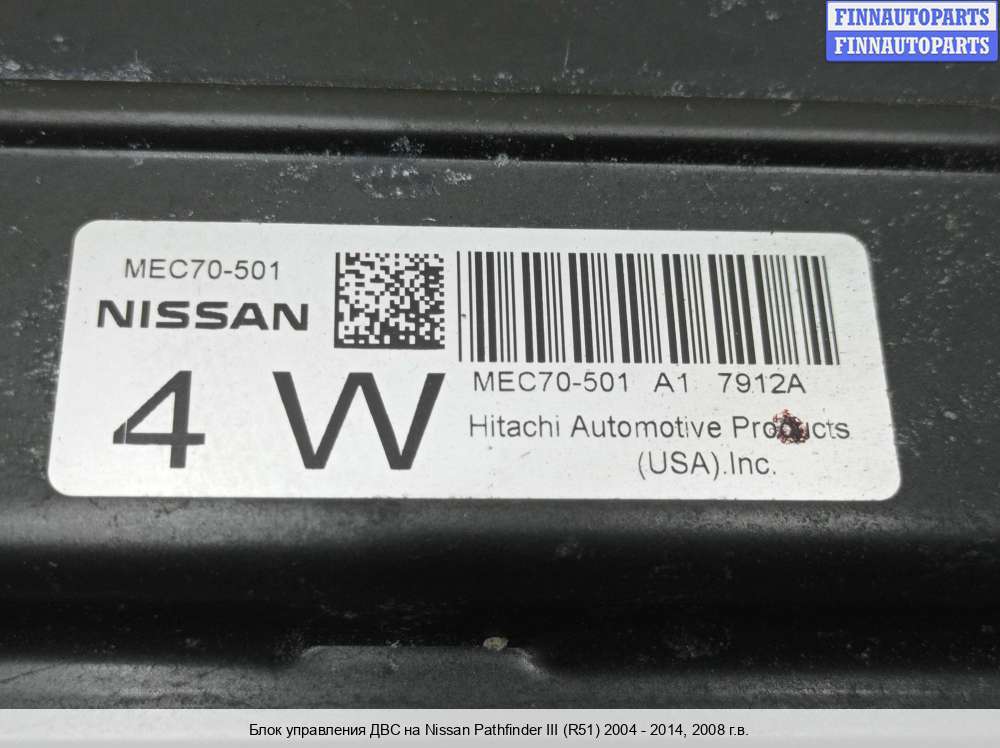 FINNAUTOPARTS
FINNAUTOPARTS
MEC70-501
NISSAN
4 W
MEC70-501 A1 7912A
Hitachi Automotive Products
(USA).Inc.
Блок управления ДВС на Nissan Pathfinder III (R51) 2004 - 2014, 2008 г.в.